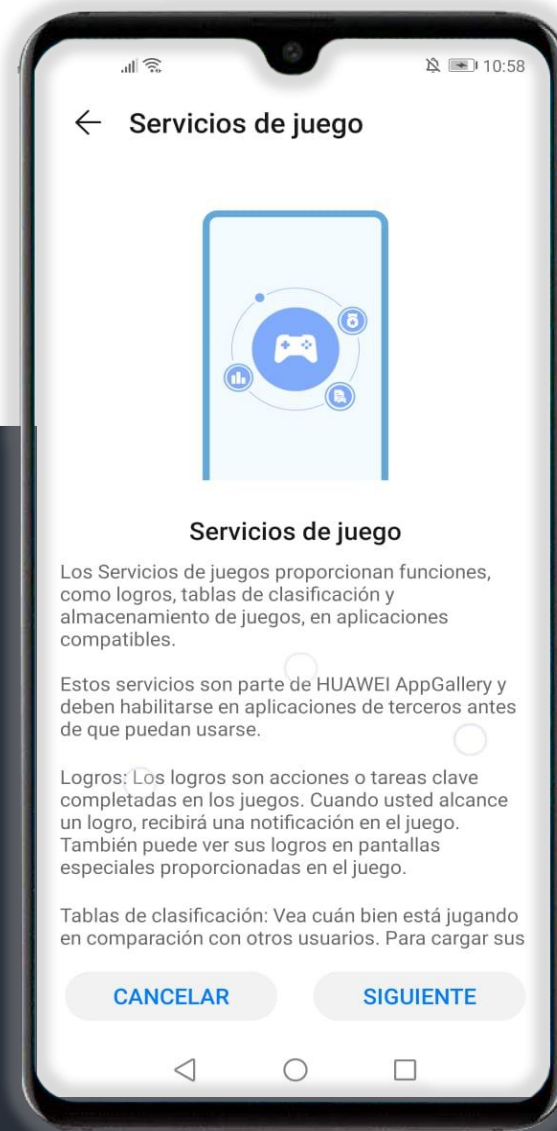 10:58
Servicios de juego
Servicios de juego
Los Servicios de juegos proporcionan funciones,
como logros, tablas de clasificación y
almacenamiento de juegos, en aplicaciones
compatibles.
Estos servicios son parte de HUAWEI AppGallery y
deben habilitarse en aplicaciones de terceros antes
de que puedan usarse.
Logros: Los logros son acciones o tareas clave
completadas en los juegos. Cuando usted alcance
un logro, recibirá una notificación en el juego.
También puede ver sus logros en pantallas
especiales proporcionadas en el juego.
Tablas de clasificación: Vea cuán bien está jugando
en comparación con otros usuarios. Para cargar sus
CANCELAR
SIGUIENTE